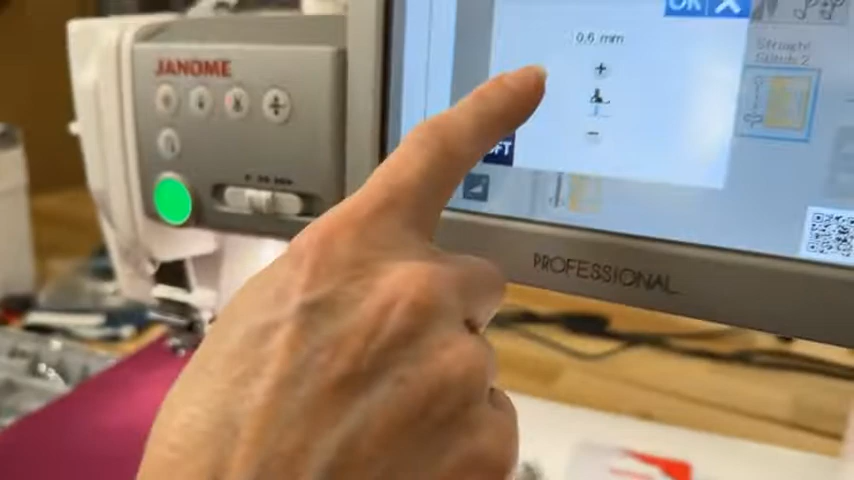 JANOME
OK X
0.6 mm
+
-
Straight
Stitch 2
FT
PROFESSIONAL